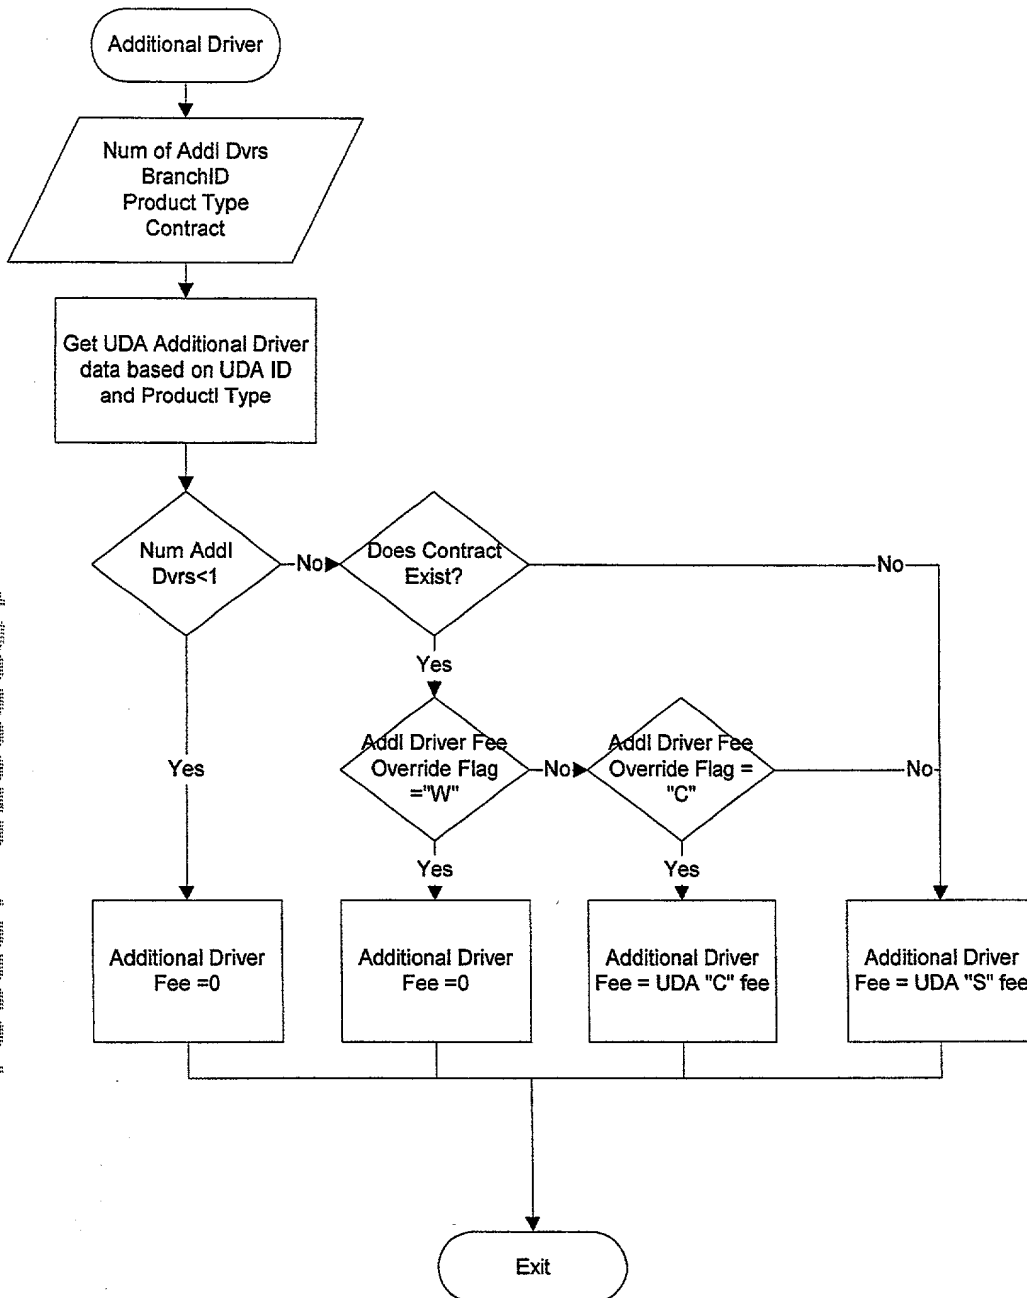 Additional Driver
Num of Addl Dvrs
BranchID
Product Type
Contract
Get UDA Additional Driver
data based on UDA ID
and Productl Type
Num Addl
Dvrs<1
No
Does Contract
Exist?
No
Yes
Yes
Addl Driver Fee
Override Flag
="W"
No
Addl Driver Fee
Override Flag =
"C"
No
Yes
Yes
Additional Driver
Fee =0
Additional Driver
Fee =0
Additional Driver
Fee = UDA "C" fee
Additional Driver
Fee = UDA "S" fee
Exit